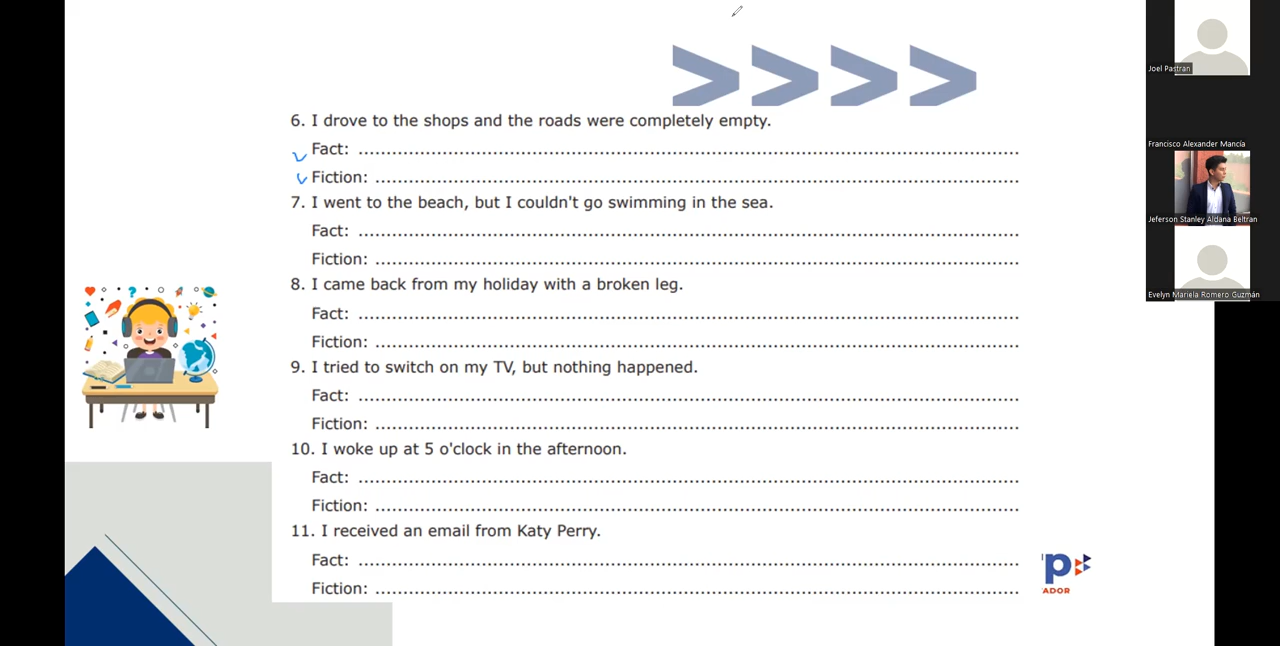 6. I drove to the shops and the roads were completely empty.
Fact: ..........................................................................................................................
Fiction: .......................................................................................................................
7. I went to the beach, but I couldn't go swimming in the sea.
Fact: ..........................................................................................................................
Fiction: .......................................................................................................................
8. I came back from my holiday with a broken leg.
Fact: ..........................................................................................................................
Fiction: .......................................................................................................................
9. I tried to switch on my TV, but nothing happened.
Fact: ..........................................................................................................................
Fiction: .......................................................................................................................
10. I woke up at 5 o'clock in the afternoon.
Fact: ..........................................................................................................................
Fiction: .......................................................................................................................
11. I received an email from Katy Perry.
Fact: ..........................................................................................................................
Fiction: .......................................................................................................................
p
ADOR
Joel Pastran
Francisco Alexander Mancía
Jeferson Stanley Aldana Beltran
Evelyn Mariela Romero Guzmán